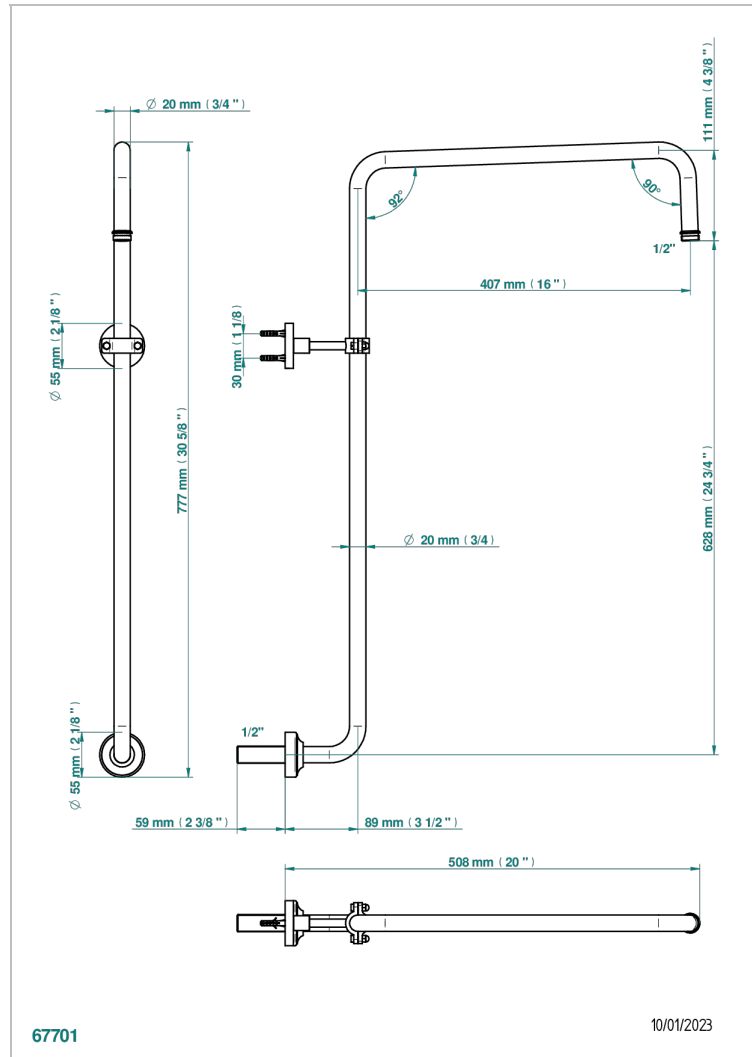 ∅ 20 mm ( 3/4 " )
111 mm ( 4 3/8 " )
92°
90°
1/2"
407 mm ( 16 " )
∅ 55 mm ( 2 1/8 " )
30 mm ( 1 1/8)
777 mm ( 30 5/8 " )
628 mm ( 24 3/4 " )
∅ 20 mm ( 3/4 )
∅ 55 mm ( 2 1/8 " )
1/2"
59 mm ( 2 3/8" )
89 mm ( 3 1/2 " )
508 mm ( 20 " )
67701
10/01/2023